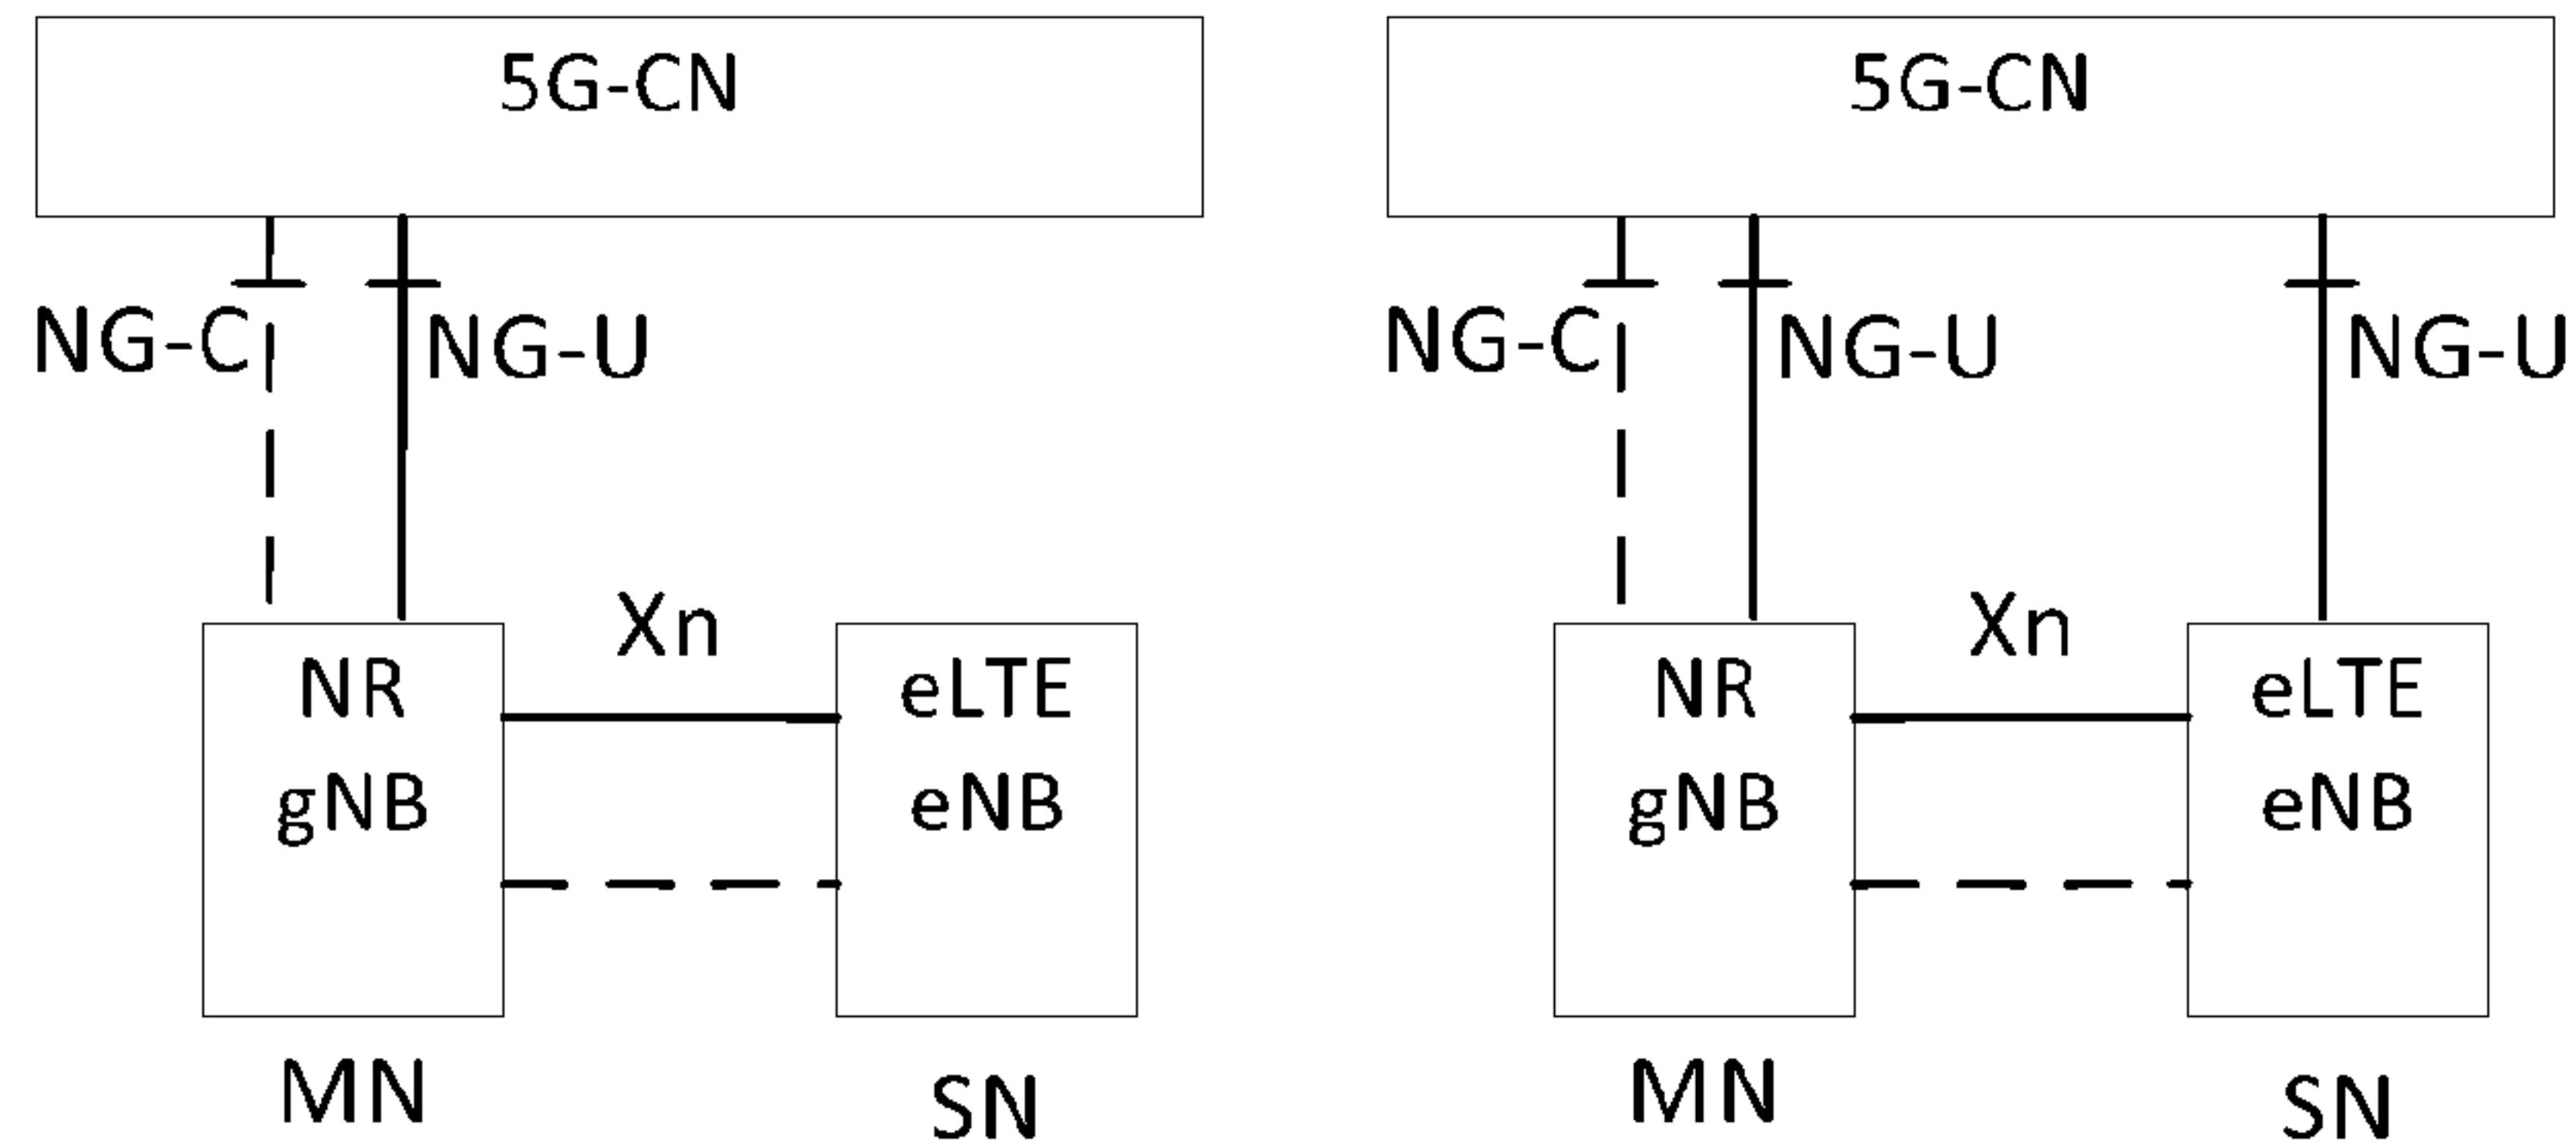 5G-CN
NG-C
NG-U
Xn
NR
gNB
eLTE
eNB
MN
SN
5G-CN
NG-C
NG-U
NG-U
Xn
NR
gNB
eLTE
eNB
MN
SN